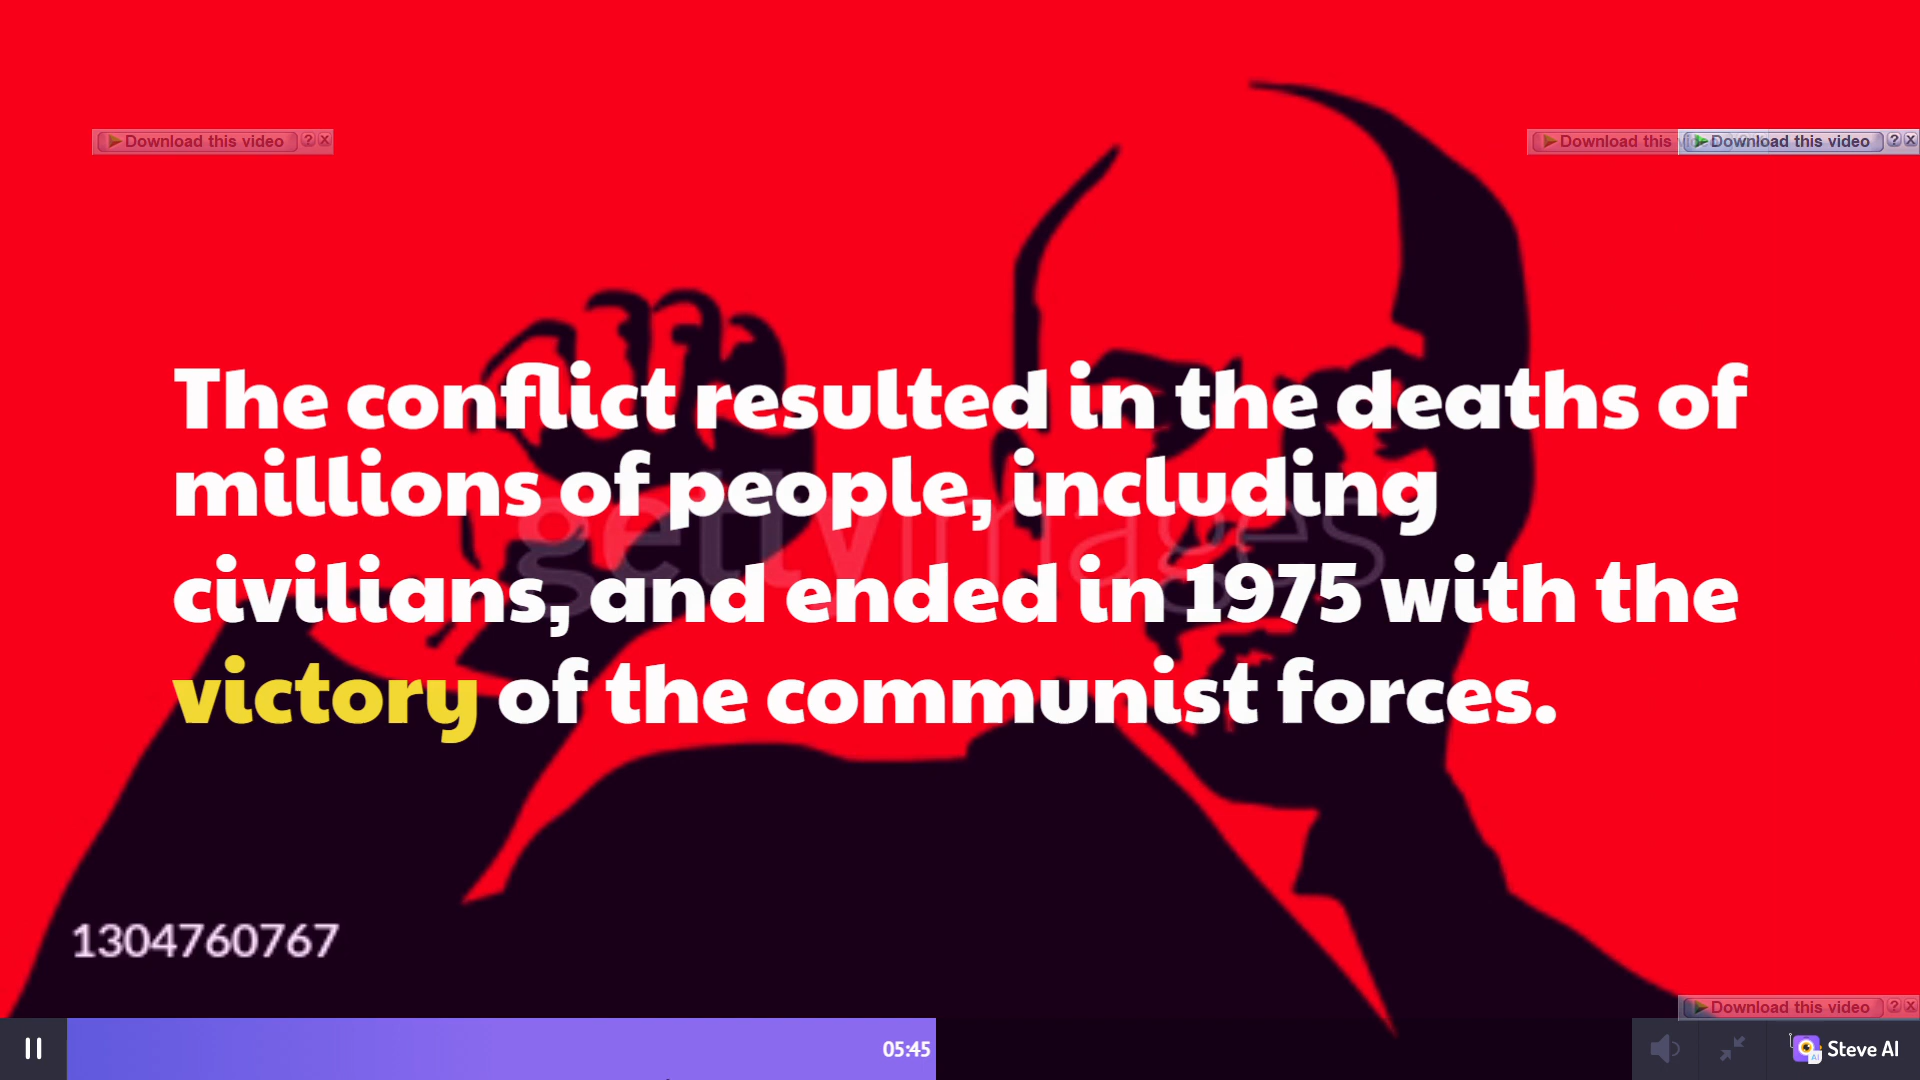 Download this video ? x
Download this Download this video ? x
The conflict resulted in the deaths of
millions of people, including
gettyimages
civilians, and ended in 1975 with the
victory of the communist forces.
1304760767
Download this video ? x
05:45
AI Steve AI